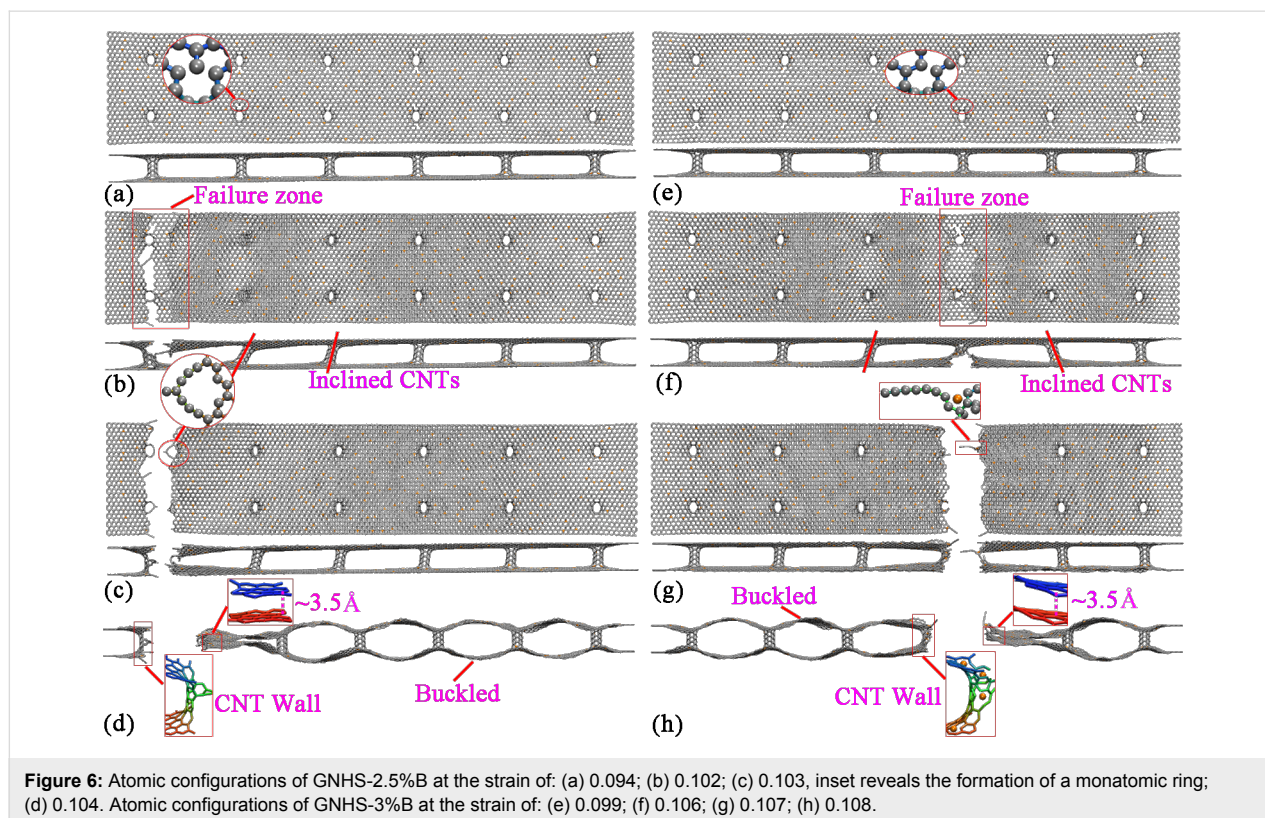 (a)
(e)
Failure zone
Failure zone
(b)
Inclined CNTs
(f)
Inclined CNTs
(c)
~3.5Å
(g)
Buckled
~3.5Å
CNT Wall
Buckled
CNT Wall
(d)
(h)
Figure 6: Atomic configurations of GNHS-2.5%B at the strain of: (a) 0.094; (b) 0.102; (c) 0.103, inset reveals the formation of a monatomic ring;
(d) 0.104. Atomic configurations of GNHS-3%B at the strain of: (e) 0.099; (f) 0.106; (g) 0.107; (h) 0.108.